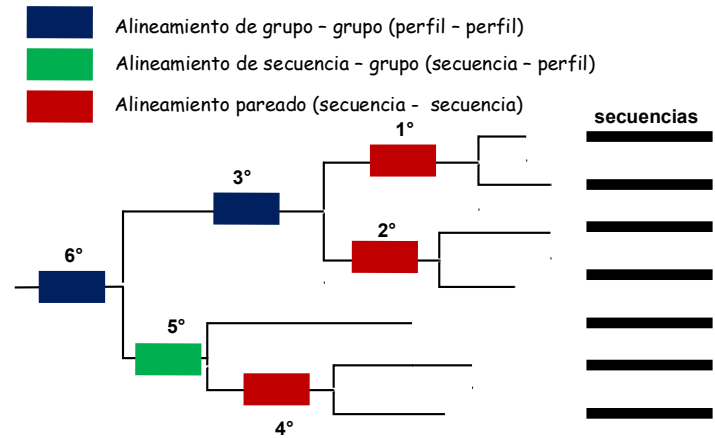 Alineamiento de grupo – grupo (perfil – perfil)
Alineamiento de secuencia – grupo (secuencia – perfil)
Alineamiento pareado (secuencia - secuencia)
secuencias
1°
3°
2°
6°
5°
4°